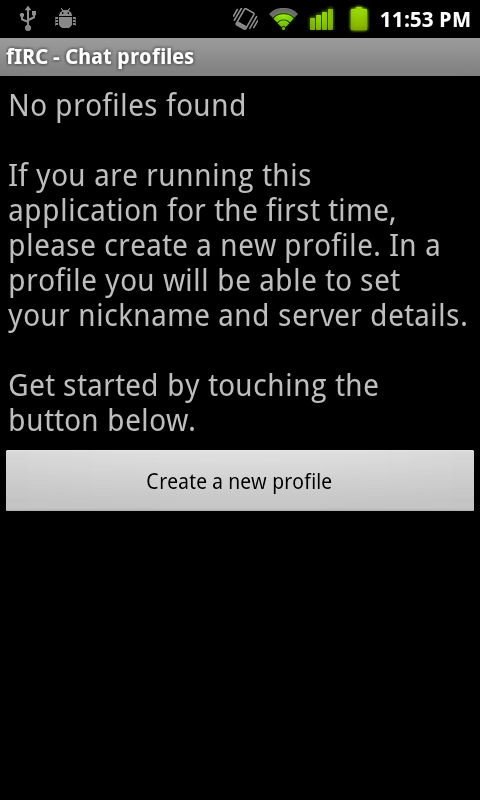 11:53 PM
fIRC - Chat profiles
No profiles found
If you are running this
application for the first time,
please create a new profile. In a
profile you will be able to set
your nickname and server details.
Get started by touching the
button below.
Create a new profile